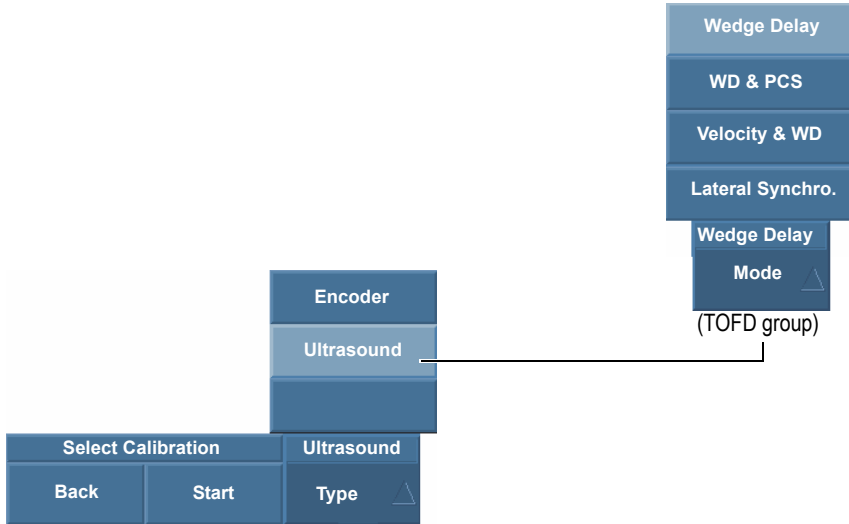 Wedge Delay
WD & PCS
Velocity & WD
Lateral Synchro.
Wedge Delay
Mode
(TOFD group)
Encoder
Ultrasound
Select Calibration
Ultrasound
Back
Start
Type